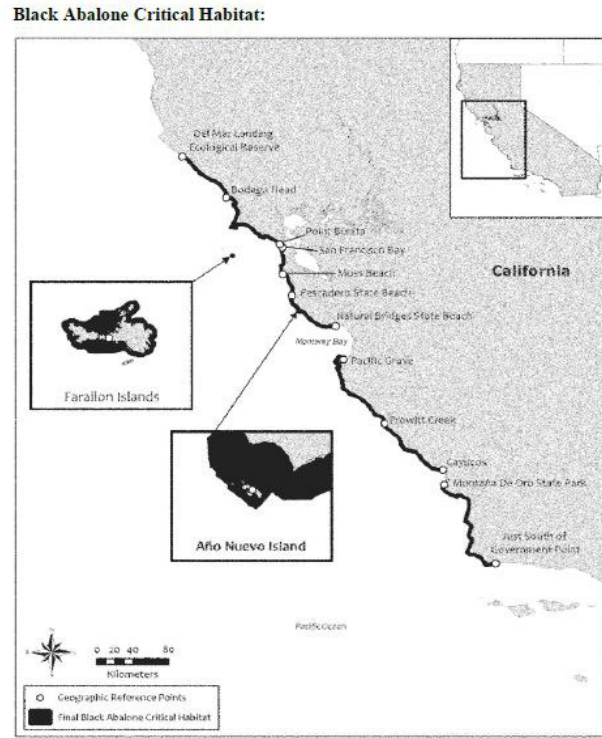 Black Abalone Critical Habitat:
Del Mar Landing
Ecological Reserve
Bodega Head
Point Bonita
San Francisco Bay
Moss Beach
California
Pescadero State Beach
Natural Bridges State Beach
Monterey Bay
Pacific Grove
Farallon Islands
Prewitt Creek
Cayucos
Montaña De Oro State Park
Año Nuevo Island
Just South of
Government Point
Pacific Ocean
0 20 40 80
Kilometers
Geographic Reference Points
Final Black Abalone Critical Habitat